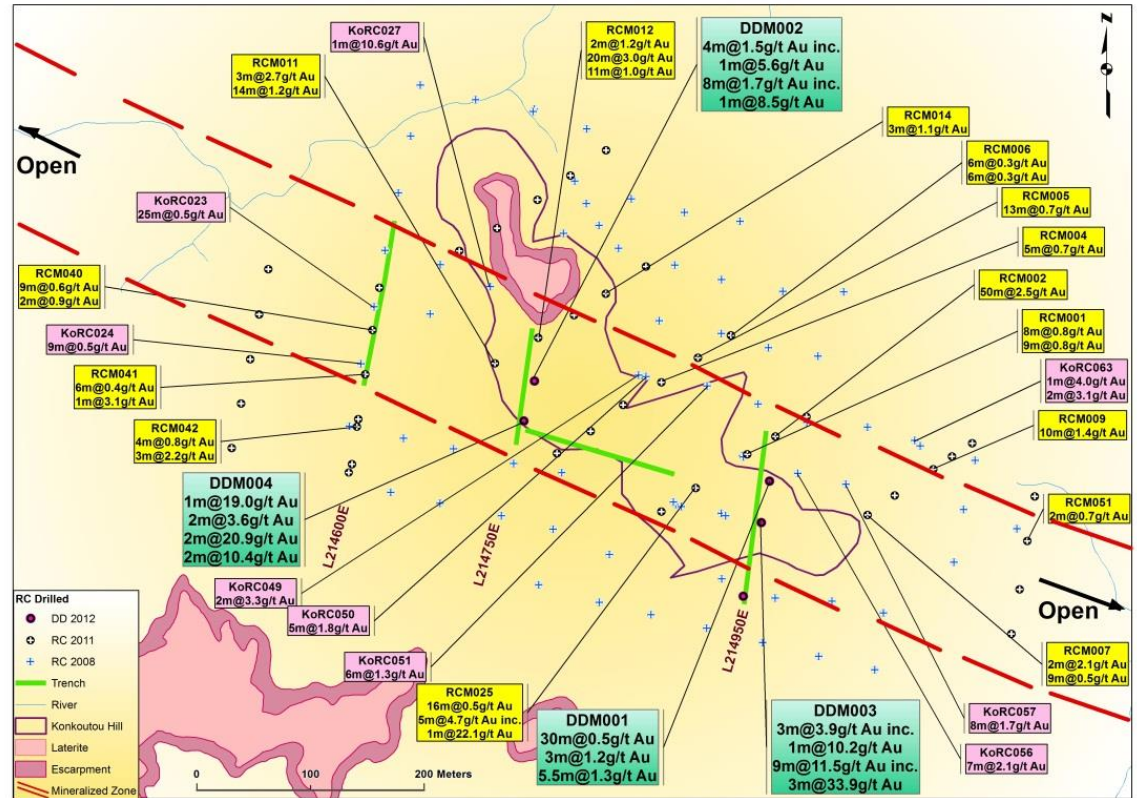 KoRC027
1m@10.6g/t Au
RCM012
2m@1.2g/t Au
20m@3.0g/t Au
11m@1.0g/t Au
DDM002
4m@1.5g/t Au inc.
1m@5.6g/t Au
8m@1.7g/t Au inc.
1m@8.5g/t Au
N
RCM011
3m@2.7g/t Au
14m@1.2g/t Au
RCM014
3m@1.1g/t Au
Open
RCM006
6m@0.3g/t Au
6m@0.3g/t Au
KoRC023
25m@0.5g/t Au
RCM005
13m@0.7g/t Au
RCM004
5m@0.7g/t Au
RCM040
9m@0.6g/t Au
2m@0.9g/t Au
RCM002
50m@2.5g/t Au
RCM001
8m@0.8g/t Au
9m@0.8g/t Au
KoRC024
9m@0.5g/t Au
KoRC063
1m@4.0g/t Au
2m@3.1g/t Au
RCM041
6m@0.4g/t Au
1m@3.1g/t Au
RCM009
10m@1.4g/t Au
RCM042
4m@0.8g/t Au
3m@2.2g/t Au
DDM004
1m@19.0g/t Au
2m@3.6g/t Au
2m@20.9g/t Au
2m@10.4g/t Au
L214600E
L214750E
L214950E
RCM051
2m@0.7g/t Au
KoRC049
2m@3.3g/t Au
KoRC050
5m@1.8g/t Au
Open
KoRC051
6m@1.3g/t Au
RCM007
2m@2.1g/t Au
9m@0.5g/t Au
RCM025
16m@0.5g/t Au
5m@4.7g/t Au inc.
1m@22.1g/t Au
DDM001
30m@0.5g/t Au
3m@1.2g/t Au
5.5m@1.3g/t Au
DDM003
3m@3.9g/t Au inc.
1m@10.2g/t Au
9m@11.5g/t Au inc.
3m@33.9g/t Au
KoRC057
8m@1.7g/t Au
KoRC056
7m@2.1g/t Au
RC Drilled
DD 2012
RC 2011
RC 2008
Trench
River
Konkoutou Hill
Laterite
Escarpment
Mineralized Zone
0 100 200 Meters